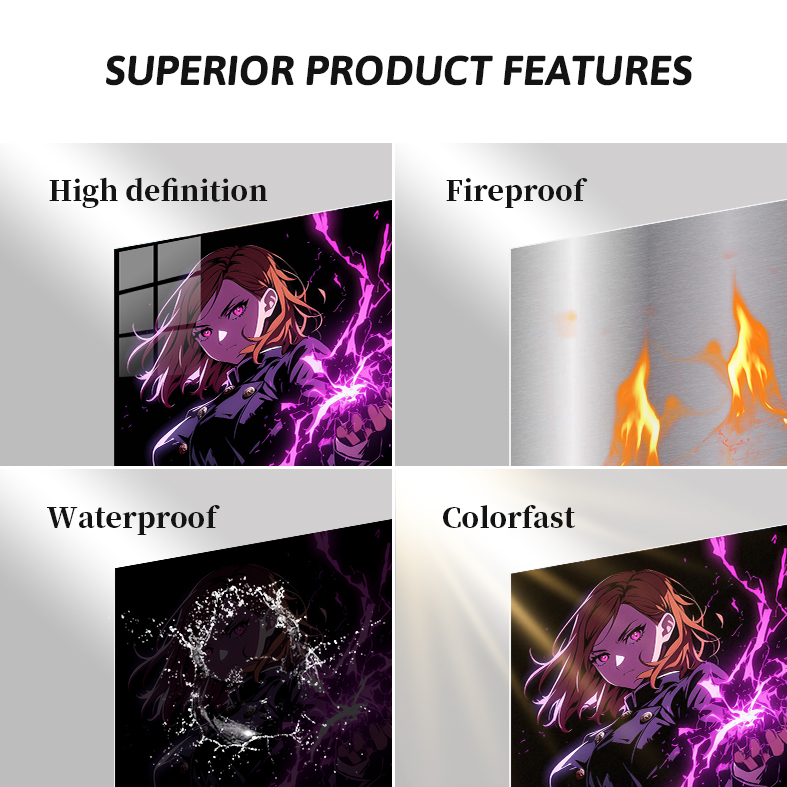 SUPERIOR PRODUCT FEATURES
High definition
Fireproof
Waterproof
Colorfast